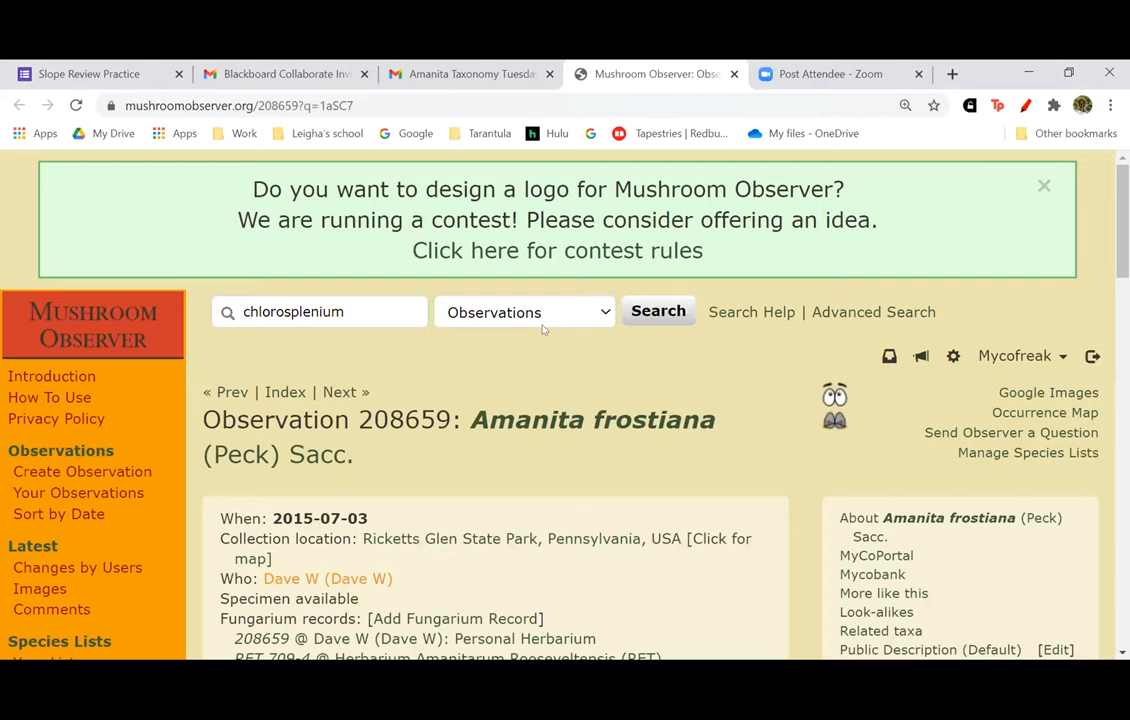 Slope Review Practice
Blackboard Collaborate Invi
Amanita Taxonomy Tuesda
Mushroom Observer: Obse
Post Attendee - Zoom
mushroomobserver.org/208659?q=1aSC7
Apps My Drive Apps Work Leigha's school Google Tarantula Hulu Tapestries | Redbu... My files - OneDrive Other bookmarks
Do you want to design a logo for Mushroom Observer?
We are running a contest! Please consider offering an idea.
Click here for contest rules
MUSHROOM
OBSERVER
chlorosplenium Observations Search Search Help | Advanced Search
Mycofreak
Introduction
How To Use
Privacy Policy
Observations
Create Observation
Your Observations
Sort by Date
Latest
Changes by Users
Images
Comments
Species Lists
« Prev | Index | Next »
Observation 208659: Amanita frostiana
(Peck) Sacc.
Google Images
Occurrence Map
Send Observer a Question
Manage Species Lists
When: 2015-07-03
Collection location: Ricketts Glen State Park, Pennsylvania, USA [Click for
map]
Who: Dave W (Dave W)
Specimen available
Fungarium records: [Add Fungarium Record]
208659 @ Dave W (Dave W): Personal Herbarium
RET 709-4 @ Herbarium Amanitarum Rooseveltensis (RET)
About Amanita frostiana (Peck)
Sacc.
MyCoPortal
Mycobank
More like this
Look-alikes
Related taxa
Public Description (Default) [Edit]